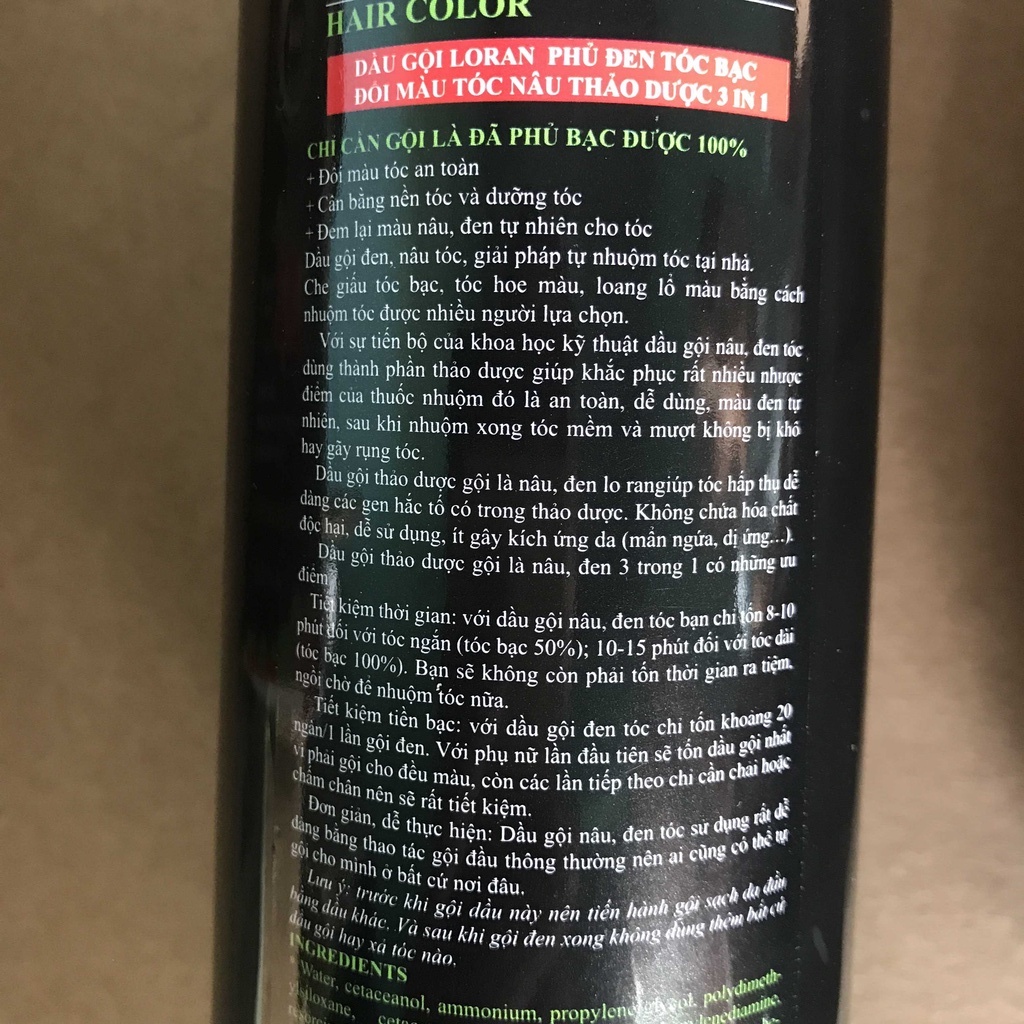 HAIR COLOR
DẦU GỘI LORAN PHỦ ĐEN TÓC BẠC
ĐỔI MÀU TÓC NÂU THẢO DƯỢC 3 IN 1
CHỈ CẦN GỘI LÀ ĐÃ PHỦ BẠC ĐƯỢC 100%
+ Đổi màu tóc an toàn
+ Cân bằng nền tóc và dưỡng tóc
+ Đem lại màu nâu, đen tự nhiên cho tóc
Dầu gội đen, nâu tóc, giải pháp tự nhuộm tóc tại nhà.
Che giấu tóc bạc, tóc hoe màu, loang lổ màu bằng cách
nhuộm tóc được nhiều người lựa chọn.
Với sự tiến bộ của khoa học kỹ thuật dầu gội nâu, đen tóc
dùng thành phần thảo dược giúp khắc phục rất nhiều nhược
điểm của thuốc nhuộm đó là an toàn, dễ dùng, màu đen tự
nhiên, sau khi nhuộm xong tóc mềm và mượt không bị khô
hay gãy rụng tóc.
Dầu gội thảo dược gội là nâu, đen lo rangiúp tóc hấp thụ dễ
dàng các gen hắc tố có trong thảo dược. Không chứa hóa chất
độc hại, dễ sử dụng, ít gây kích ứng da (mẩn ngứa, dị ứng...).
Dầu gội thảo dược gội là nâu, đen 3 trong 1 có những ưu
điểm
Tiết kiệm thời gian: với dầu gội nâu, đen tóc bạn chỉ tốn 8-10
phút đối với tóc ngắn (tóc bạc 50%); 10-15 phút đối với tóc dài
(tóc bạc 100%). Bạn sẽ không còn phải tốn thời gian ra tiệm,
ngồi chờ để nhuộm tóc nữa.
Tiết kiệm tiền bạc: với dầu gội đen tóc chỉ tốn khoảng 20
ngàn/1 lần gội đen. Với phụ nữ lần đầu tiên sẽ tốn dầu gội nhất
vì phải gội cho đều màu, còn các lần tiếp theo chỉ cần chải hoặc
chấm chân nên sẽ rất tiết kiệm.
Đơn giản, dễ thực hiện: Dầu gội nâu, đen tóc sử dụng rất dễ
dàng bằng thao tác gội đầu thông thường nên ai cũng có thể tự
gội cho mình ở bất cứ nơi đâu.
Lưu ý: trước khi gội dầu này nên tiến hành gội sạch da đầu
bằng dầu khác. Và sau khi gội đen xong không dùng thêm bất cứ
dầu gội hay xả tóc nào.
INGREDIENTS
Water, cetaceanol, ammonium, propylene glycol, polydimeth-